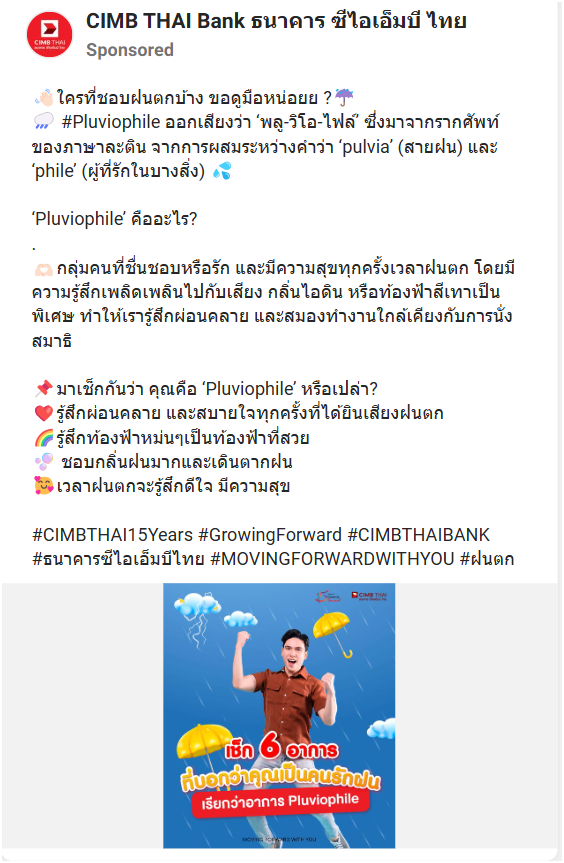 CIMB THAI Bank ธนาคาร ซีไอเอ็มบี ไทย
CIMB THAI
Sponsored
👋🏻ใครที่ชอบฝนตกบ้าง ขอดูมือหน่อยย ?☔
🌧️ #Pluviophile ออกเสียงว่า ‘พลู-วิโอ-ไฟล์’ ซึ่งมาจากรากศัพท์
ของภาษาละติน จากการผสมระหว่างคำว่า ‘pulvia’ (สายฝน) และ
‘phile’ (ผู้ที่รักในบางสิ่ง) 💦
‘Pluviophile’ คืออะไร?
.
🫶🏻กลุ่มคนที่ชื่นชอบหรือรัก และมีความสุขทุกครั้งเวลาฝนตก โดยมี
ความรู้สึกเพลิดเพลินไปกับเสียง กลิ่นไอดิน หรือท้องฟ้าสีเทาเป็น
พิเศษ ทำให้เรารู้สึกผ่อนคลาย และสมองทำงานใกล้เคียงกับการนั่ง
สมาธิ
📌มาเช็กกันว่า คุณคือ ‘Pluviophile’ หรือเปล่า?
❤️รู้สึกผ่อนคลาย และสบายใจทุกครั้งที่ได้ยินเสียงฝนตก
🌈รู้สึกท้องฟ้าหม่นๆเป็นท้องฟ้าที่สวย
🫧 ชอบกลิ่นฝนมากและเดินตากฝน
🥰เวลาฝนตกจะรู้สึกดีใจ มีความสุข
#CIMBTHAI15Years #GrowingForward #CIMBTHAIBANK
#ธนาคารซีไอเอ็มบีไทย #MOVINGFORWARDWITHYOU #ฝนตก
CIMB THAI
เช็ก 6 อาการ
ที่บอกว่าคุณเป็นคนรักฝน
เรียกว่าอาการ Pluviophile
MOVING FORWARD WITH YOU